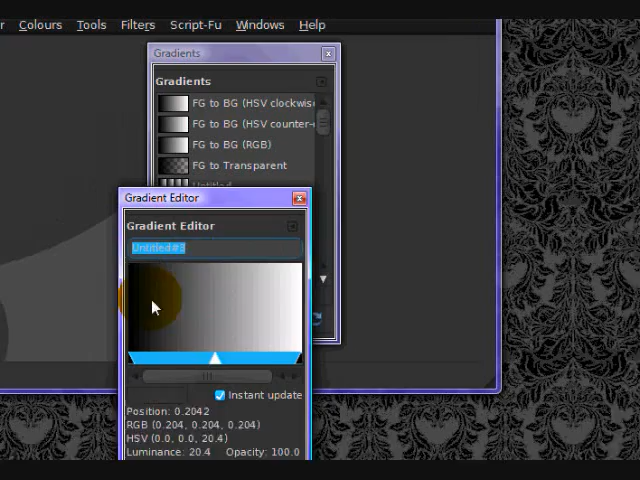 r Colours Tools Filters Script-Fu Windows Help
Gradients
Gradients
FG to BG (HSV clockwis
FG to BG (HSV counter-
FG to BG (RGB)
FG to Transparent
Untitled
Gradient Editor
Gradient Editor
Untitled#3
Instant update
Position: 0.2042
RGB (0.204, 0.204, 0.204)
HSV (0.0, 0.0, 20.4)
Luminance: 20.4 Opacity: 100.0